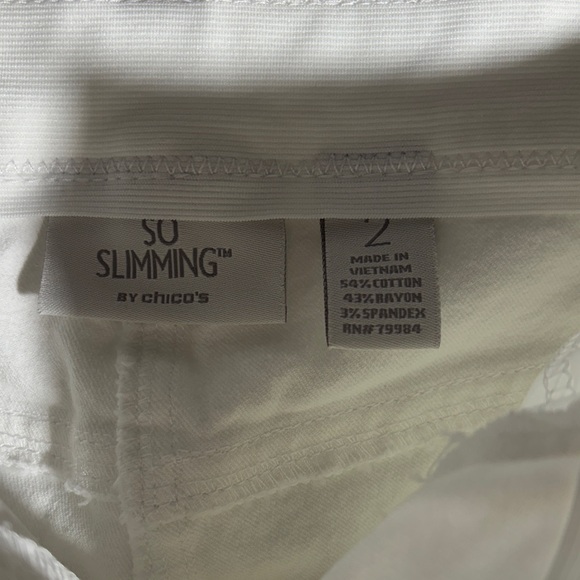 SO
SLIMMING™
BY chico's
2
MADE IN
VIETNAM
54% COTTON
43% RAYON
3% SPANDEX
RN# 79984